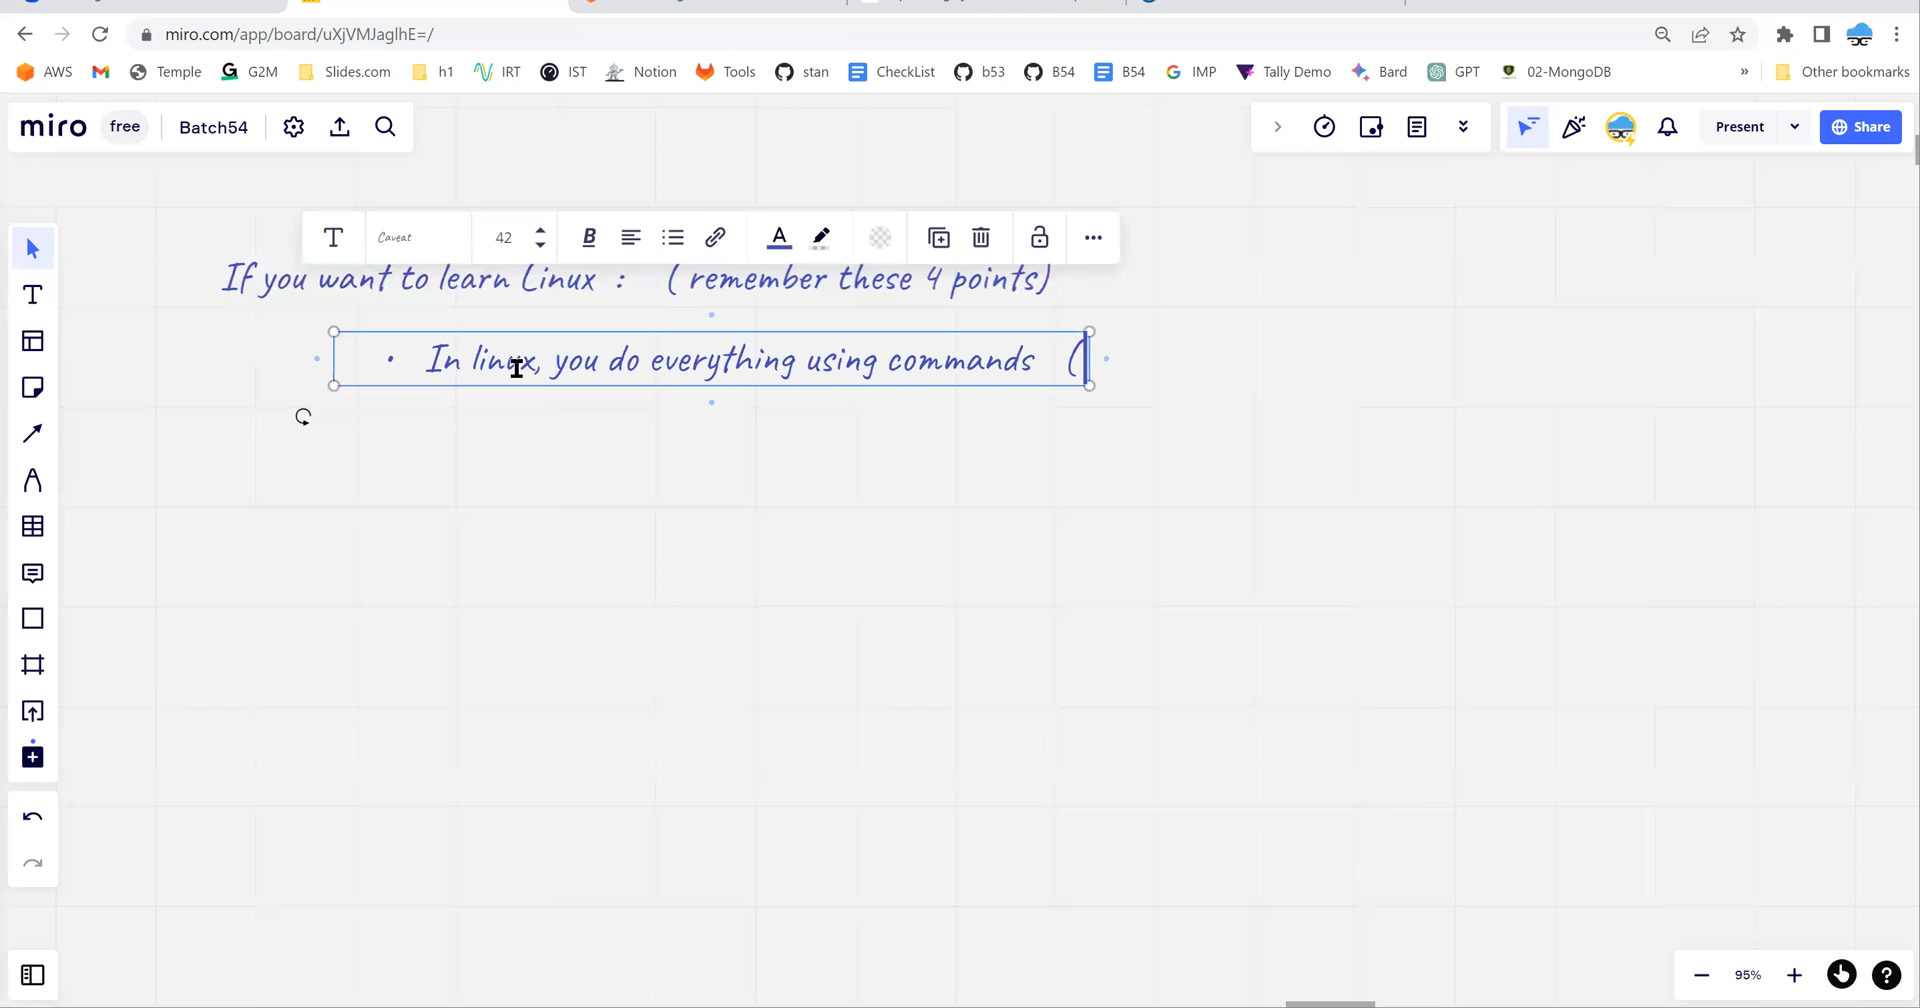 miro.com/app/board/uXjVMJaglhE=/
AWS Temple G2M Slides.com h1 IRT IST Notion Tools stan CheckList b53 B54 B54 IMP Tally Demo Bard GPT 02-MongoDB » Other bookmarks
miro free Batch54 Present Share
Caveat 42 B A
If you want to learn Linux : ( remember these 4 points)
• In linux, you do everything using commands (
95%